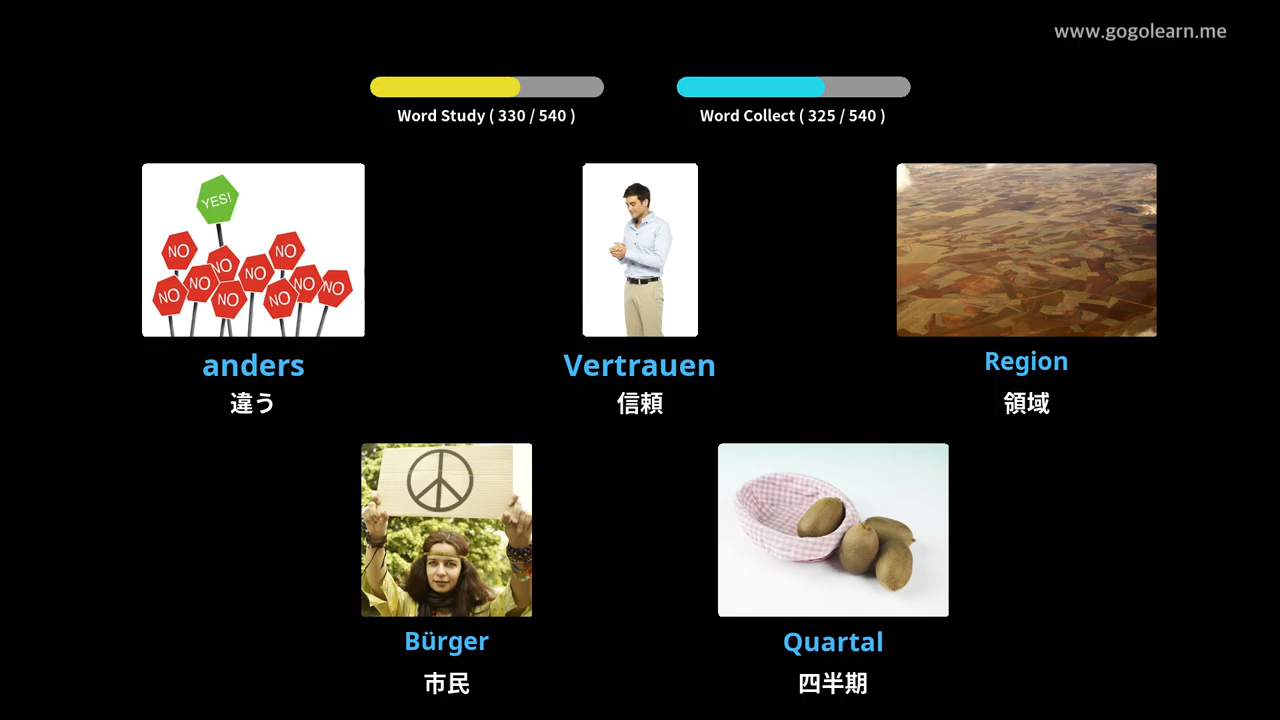 www.gogolearn.me
Word Study ( 330 / 540 )
Word Collect ( 325 / 540 )
YES!
NO
NO
NO
NO
NO
NO
NO
NO
NO
NO
anders
違う
Vertrauen
信頼
Region
領域
Bürger
市民
Quartal
四半期